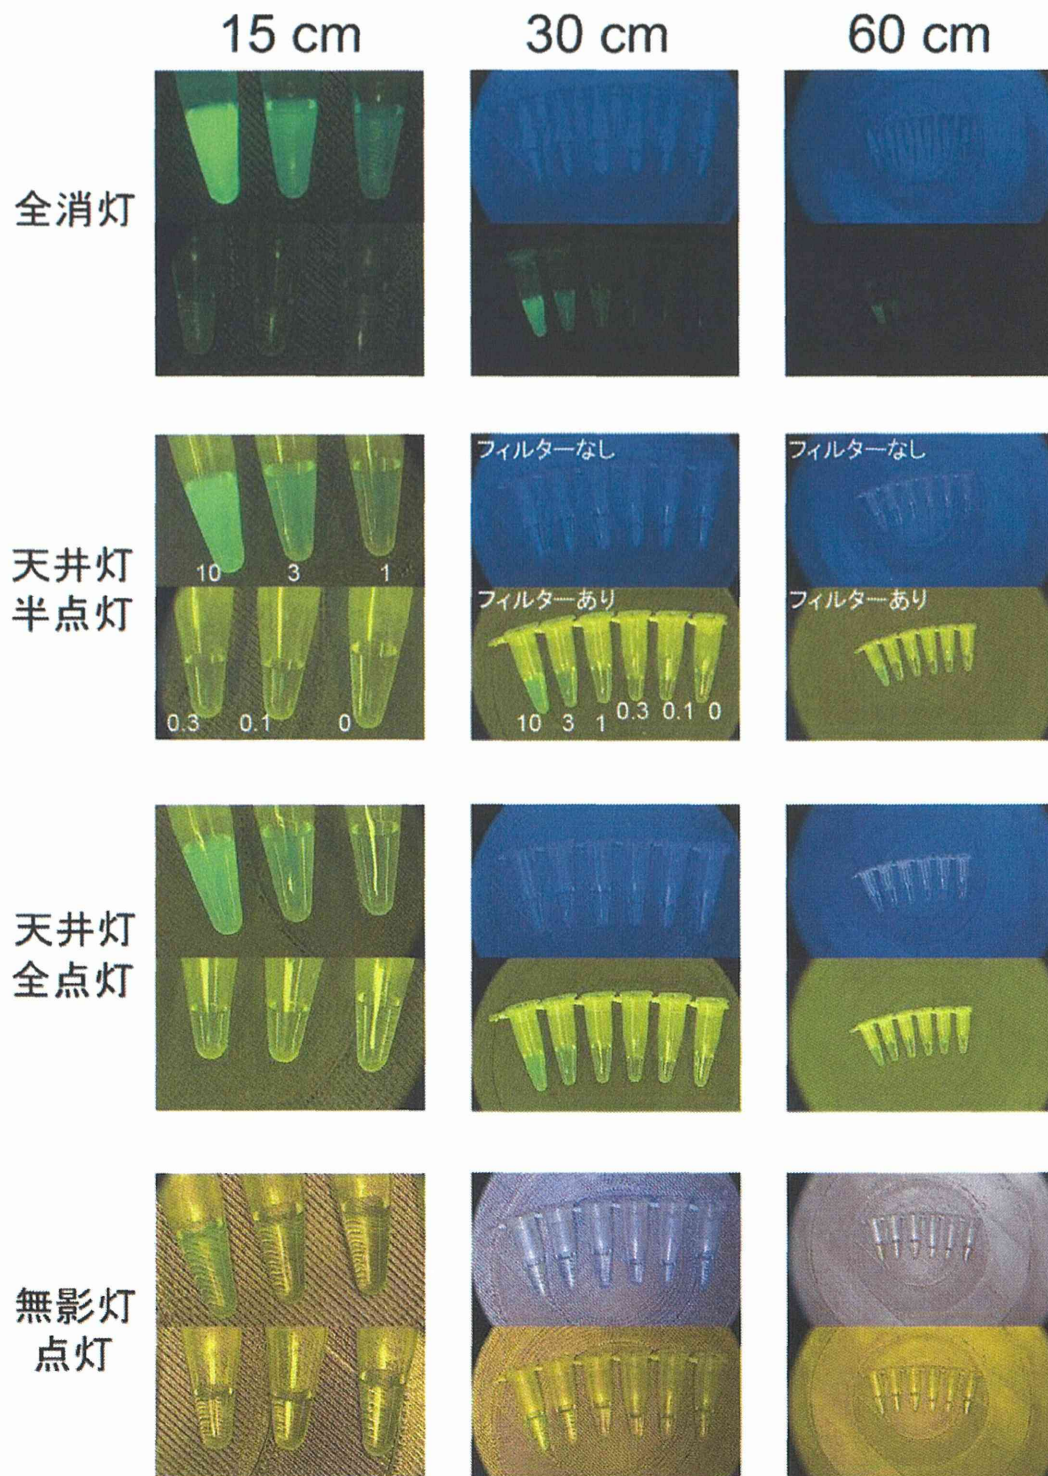 15 cm
30 cm
60 cm
全消灯
天井灯
半点灯
10
3
1
0.3
0.1
0
フィルターなし
フィルターあり
10
3
1
0.3
0.1
0
フィルターなし
フィルターあり
天井灯
全点灯
無影灯
点灯